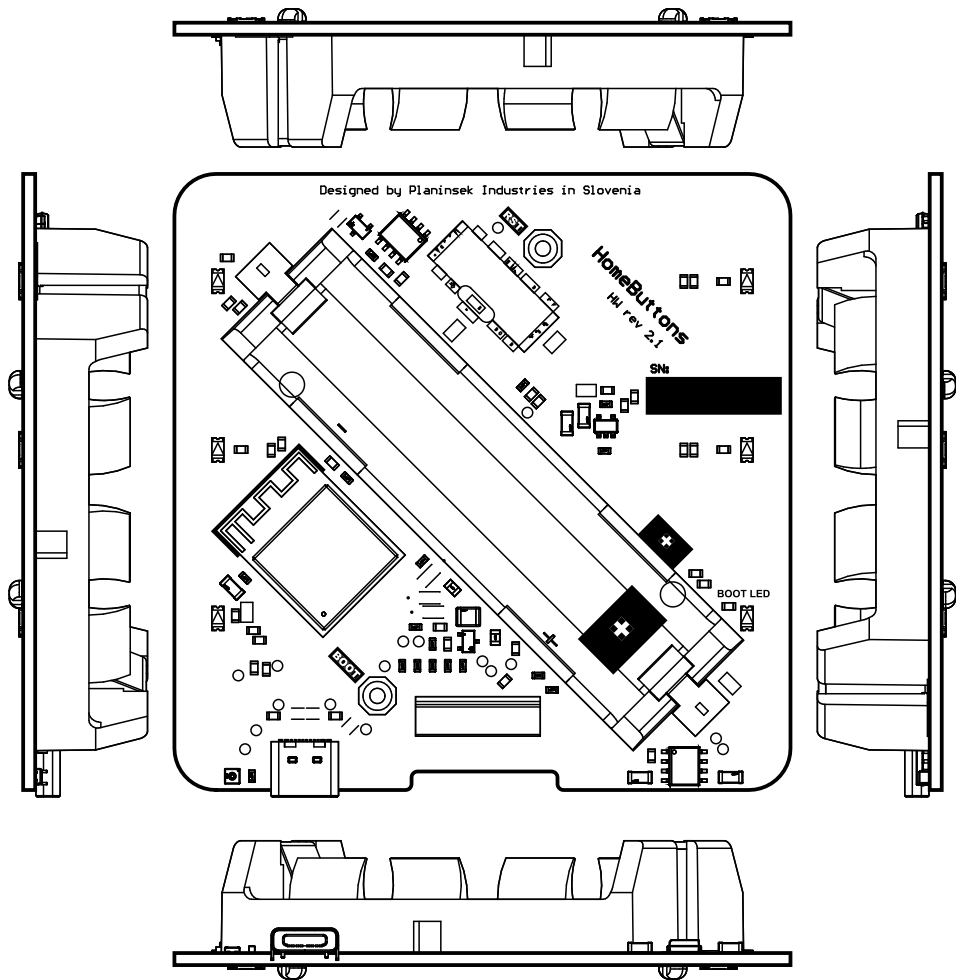 Designed by Planinsek Industries in Slovenia
RST
HomeButtons
HW rev 2.1
SN:
-
+
+
BOOT LED
+
BOOT